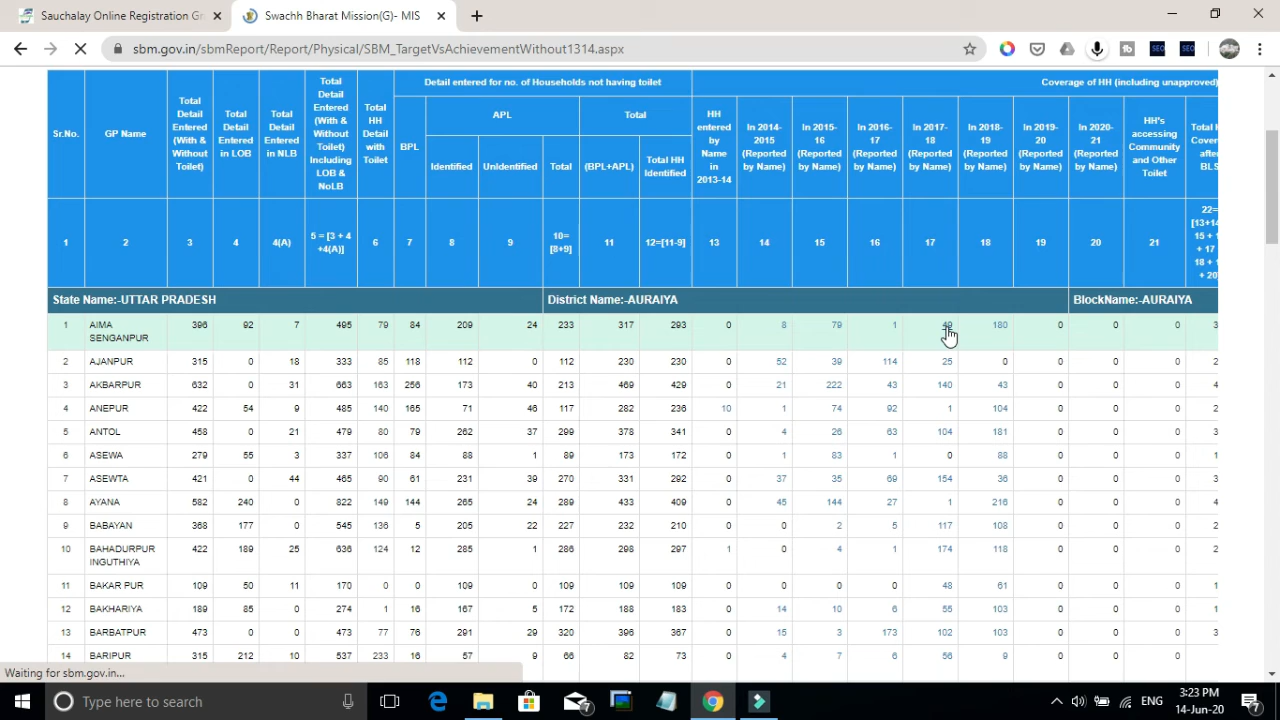 Sauchalay Online Registration Gr
Swachh Bharat Mission(G)- MIS
sbm.gov.in/sbmReport/Report/Physical/SBM_TargetVsAchievementWithout1314.aspx
SEO
SEO
Sr.No.
GP Name
Total Detail Entered (With & Without Toilet)
Total Detail Entered in LOB
Total Detail Entered in NLB
Total Detail Entered (With & Without Toilet) Including LOB & NoLB
Total HH Detail with Toilet
Detail entered for no. of Households not having toilet
BPL
APL
Identified
UnIdentified
Total
Total
(BPL+APL)
Total HH Identified
Coverage of HH (including unapproved)
HH entered by Name in 2013-14
In 2014-2015 (Reported by Name)
In 2015-16 (Reported by Name)
In 2016-17 (Reported by Name)
In 2017-18 (Reported by Name)
In 2018-19 (Reported by Name)
In 2019-20 (Reported by Name)
In 2020-21 (Reported by Name)
HH's accessing Community and Other Toilet
1 2 3 4 4(A) 5 = [3 + 4 +4(A)] 6 7 8 9 10= [8+9] 11 12=[11-9] 13 14 15 16 17 18 19 20 21
State Name:-UTTAR PRADESH District Name:-AURAIYA BlockName:-AURAIYA
1 AIMA SENGANPUR 396 92 7 495 79 84 209 24 233 317 293 0 8 79 1 180 0 0 0 3
2 AJANPUR 315 0 18 333 85 118 112 0 112 230 230 0 52 39 114 25 0 0 0 0 2
3 AKBARPUR 632 0 31 663 163 256 173 40 213 469 429 0 21 222 43 140 43 0 0 0 4
4 ANEPUR 422 54 9 485 140 165 71 46 117 282 236 10 1 74 92 1 104 0 0 0 2
5 ANTOL 458 0 21 479 80 79 262 37 299 378 341 0 4 26 63 104 181 0 0 0 3
6 ASEWA 279 55 3 337 106 84 88 1 89 173 172 0 1 83 1 0 88 0 0 0 1
7 ASEWTA 421 0 44 465 90 61 231 39 270 331 292 0 37 35 69 154 36 0 0 0 3
8 AYANA 582 240 0 822 149 144 265 24 289 433 409 0 45 144 27 1 216 0 0 0 4
9 BABAYAN 368 177 0 545 136 5 205 22 227 232 210 0 0 2 5 117 108 0 0 0 2
10 BAHADURPUR INGUTHIYA 422 189 25 636 124 12 285 1 286 298 297 1 0 4 1 174 118 0 0 0 2
11 BAKAR PUR 109 50 11 170 0 0 109 0 109 109 109 0 0 0 0 48 61 0 0 0 1
12 BAKHARIYA 189 85 0 274 1 16 167 5 172 188 183 0 14 10 6 55 103 0 0 0 1
13 BARBATPUR 473 0 0 473 77 76 291 29 320 396 367 0 15 3 173 102 103 0 0 0 3
14 BARIPUR 315 212 10 537 233 16 57 9 66 82 73 0 4 7 6 56 9 0 0
Waiting for sbm.gov.in...
Type here to search
7
ENG
3:23 PM
14-Jun-20
7